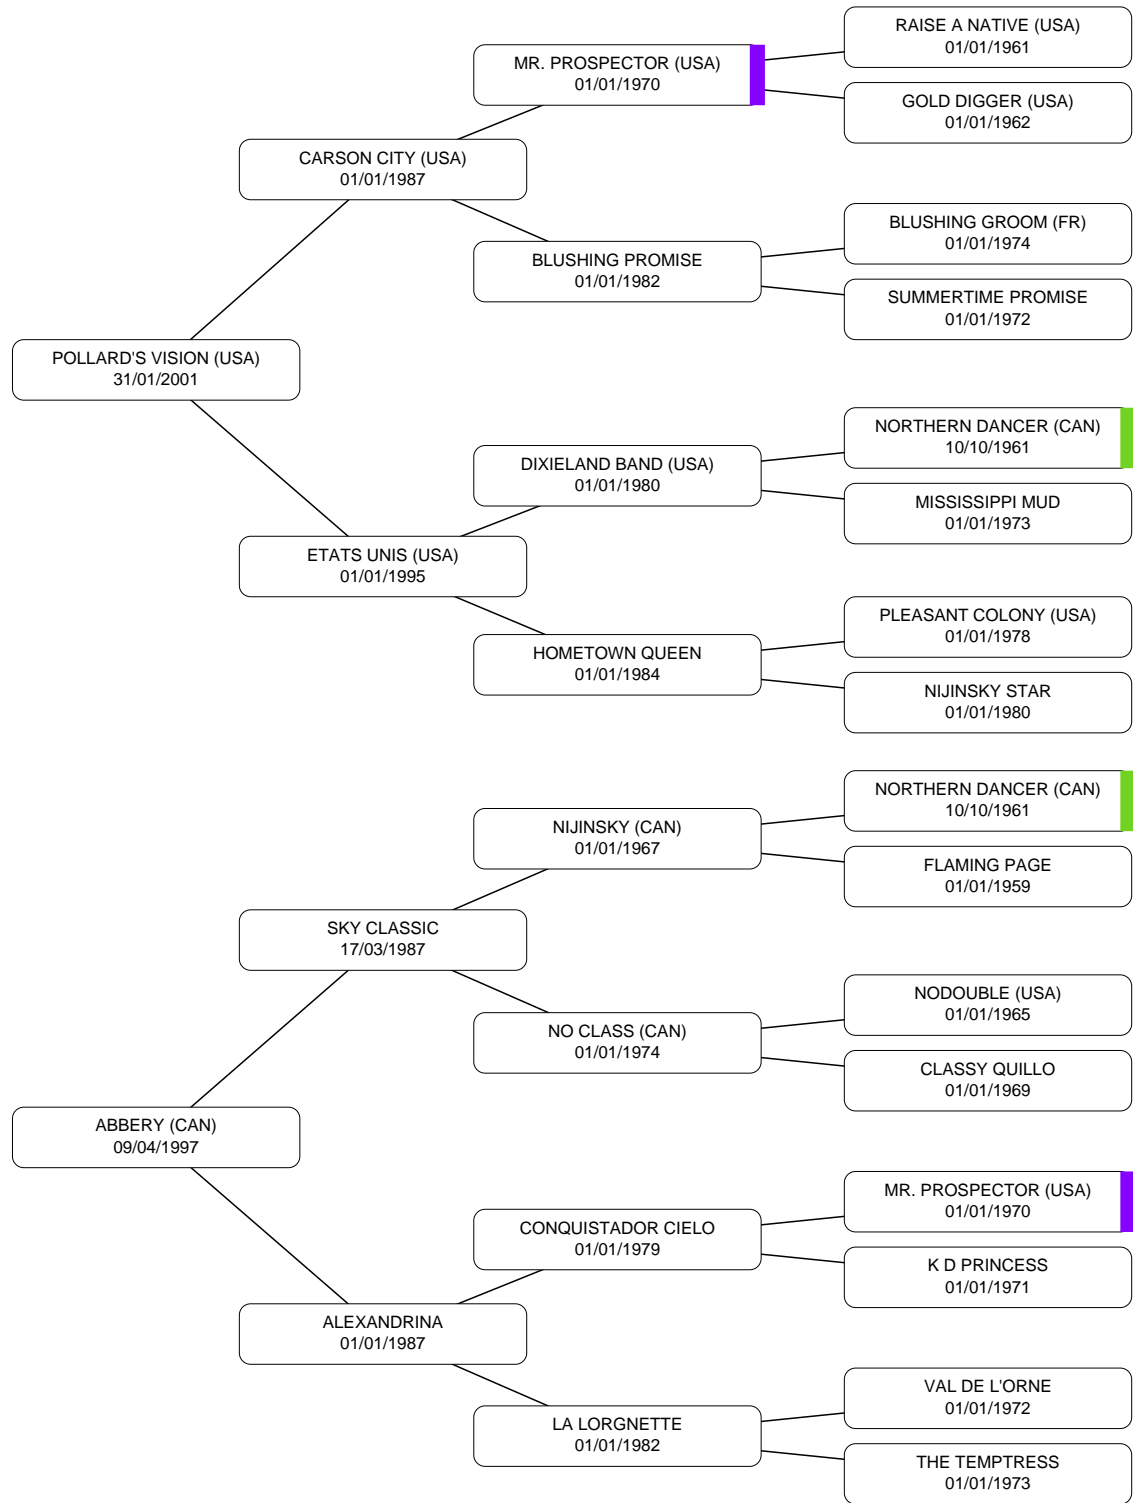 RAISE A NATIVE (USA)
01/01/1961
MR. PROSPECTOR (USA)
01/01/1970
GOLD DIGGER (USA)
01/01/1962
CARSON CITY (USA)
01/01/1987
BLUSHING GROOM (FR)
01/01/1974
BLUSHING PROMISE
01/01/1982
SUMMERTIME PROMISE
01/01/1972
POLLARD'S VISION (USA)
31/01/2001
NORTHERN DANCER (CAN)
10/10/1961
DIXIELAND BAND (USA)
01/01/1980
MISSISSIPPI MUD
01/01/1973
ETATS UNIS (USA)
01/01/1995
PLEASANT COLONY (USA)
01/01/1978
HOMETOWN QUEEN
01/01/1984
NIJINSKY STAR
01/01/1980
NORTHERN DANCER (CAN)
10/10/1961
NIJINSKY (CAN)
01/01/1967
FLAMING PAGE
01/01/1959
SKY CLASSIC
17/03/1987
NODOUBLE (USA)
01/01/1965
NO CLASS (CAN)
01/01/1974
CLASSY QUILLO
01/01/1969
ABBERY (CAN)
09/04/1997
MR. PROSPECTOR (USA)
01/01/1970
CONQUISTADOR CIELO
01/01/1979
K D PRINCESS
01/01/1971
ALEXANDRINA
01/01/1987
VAL DE L'ORNE
01/01/1972
LA LORGNETTE
01/01/1982
THE TEMPTRESS
01/01/1973